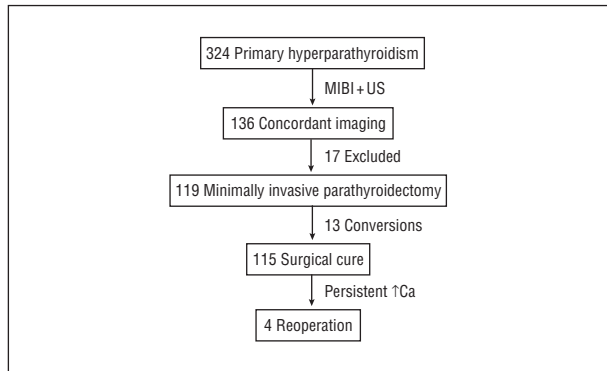 324 Primary hyperparathyroidism
MIBI + US
136 Concordant imaging
17 Excluded
119 Minimally invasive parathyroidectomy
13 Conversions
115 Surgical cure
Persistent ↑Ca
4 Reoperation